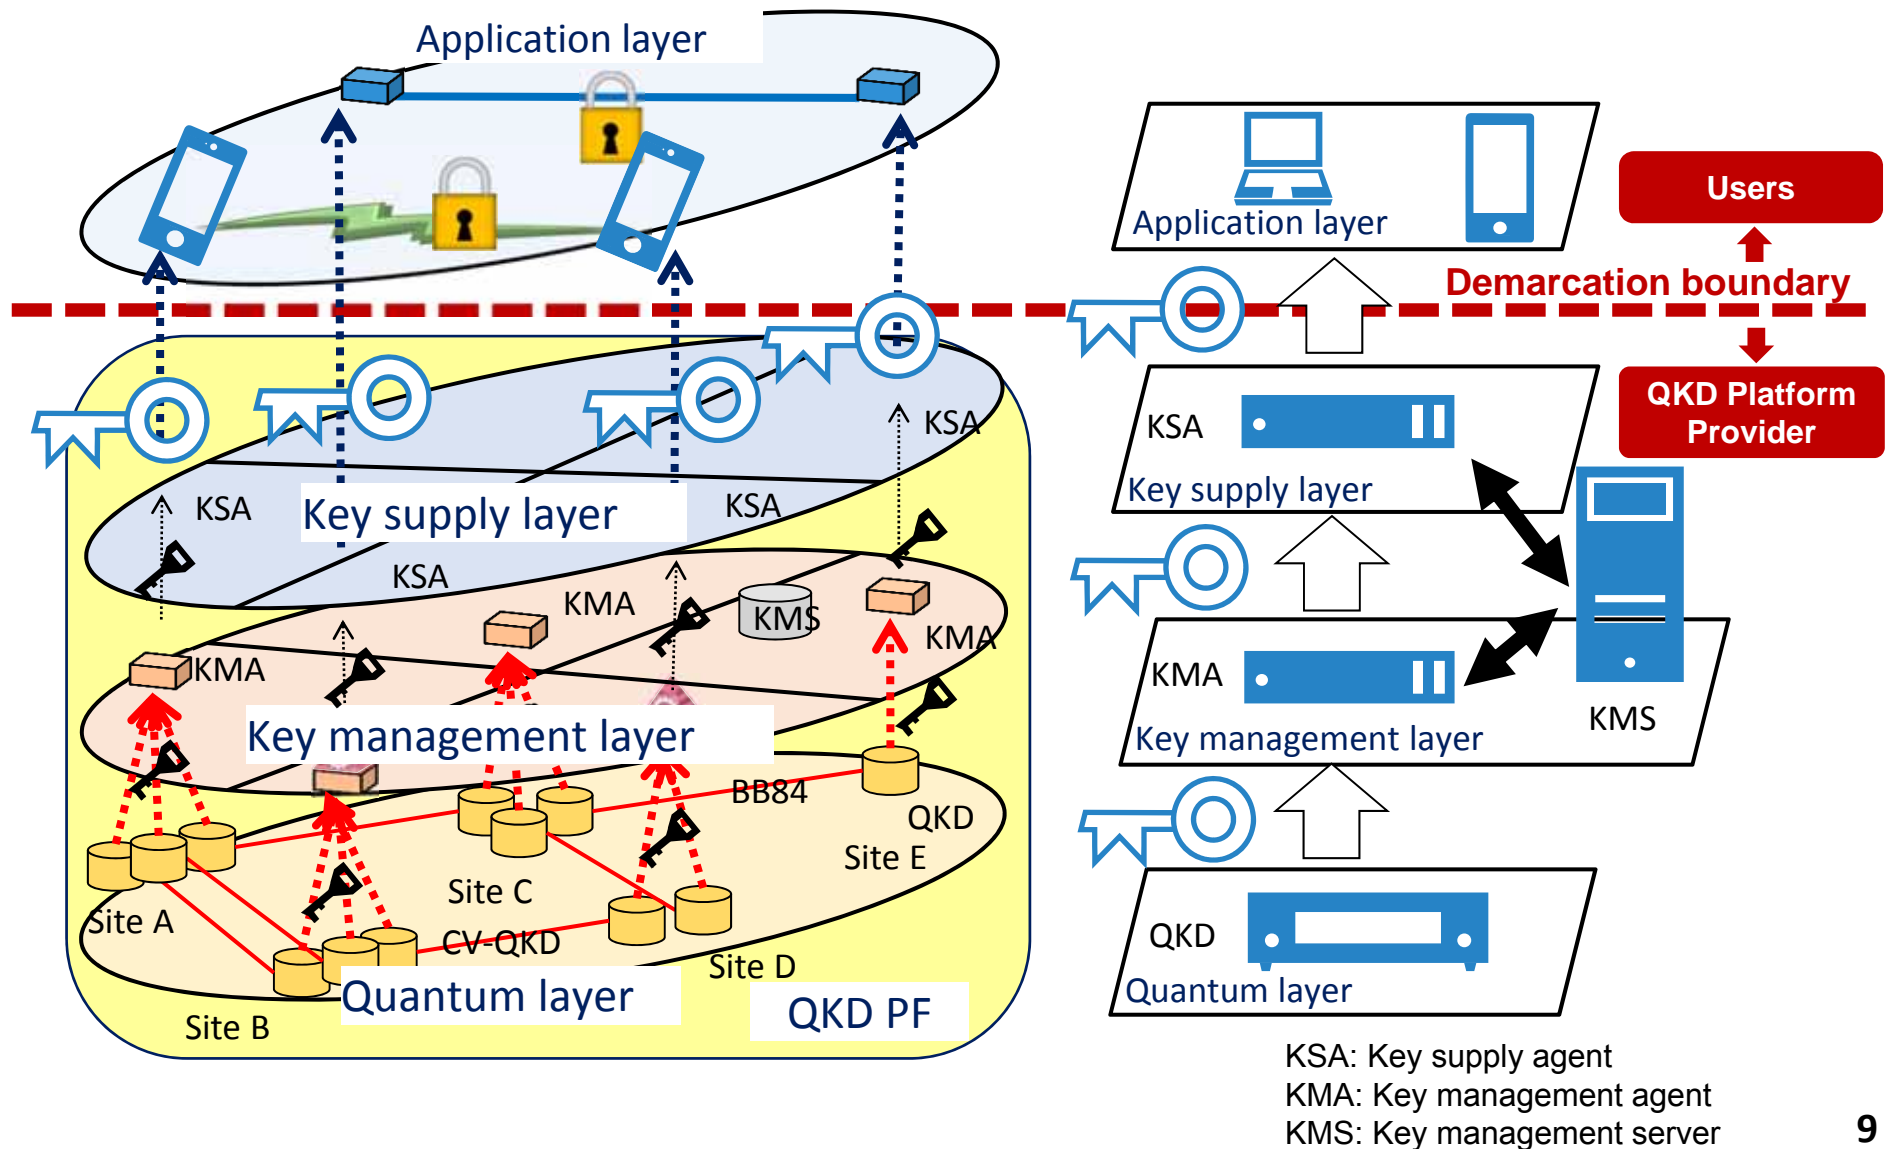 Application layer
KSA
KSA
KSA
Key supply layer
KSA
KMA
KMS
KMA
KMA
Key management layer
BB84
QKD
Site E
Site C
Site A
CV-QKD
Site D
Quantum layer
QKD PF
Site B
Application layer
Users
Demarcation boundary
QKD Platform
Provider
KSA
Key supply layer
KMA
KMS
Key management layer
QKD
Quantum layer
KSA: Key supply agent
KMA: Key management agent
KMS: Key management server
9